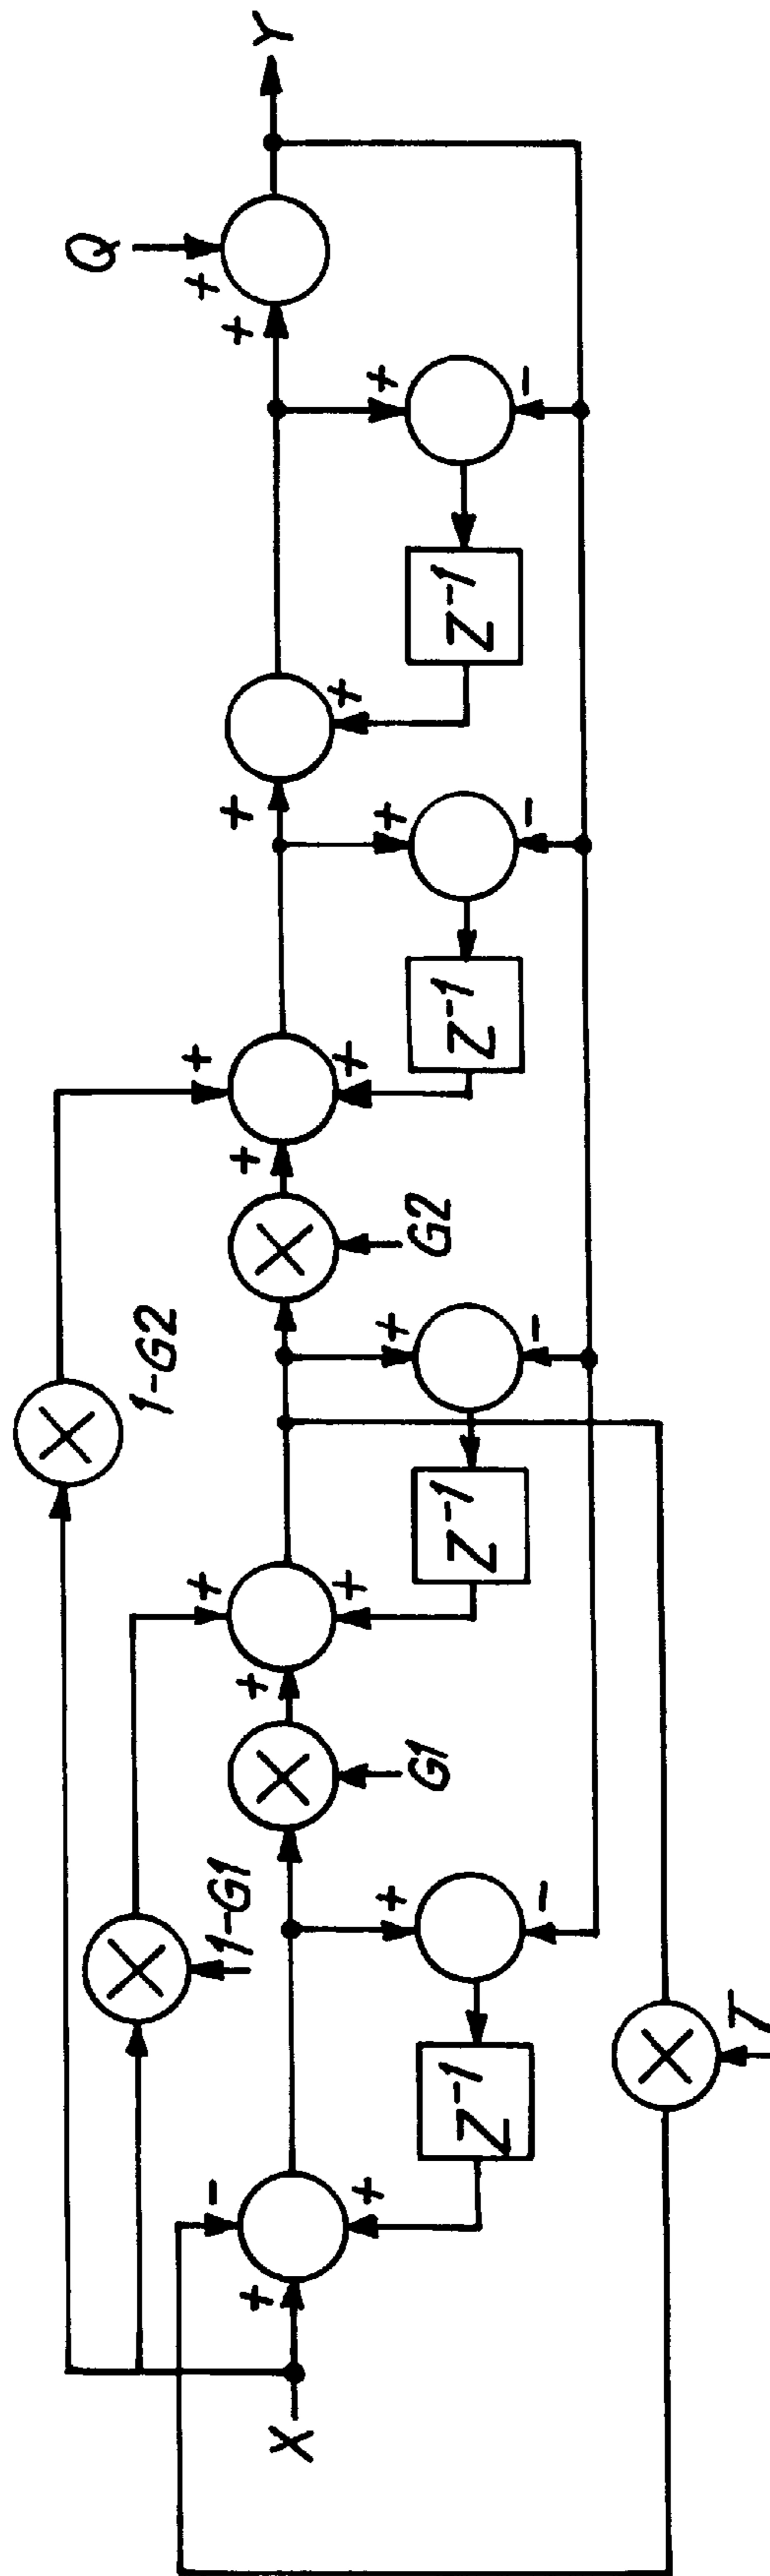 Q
1-G2
1-G1
- + + +
X + + + + + Y
+ + + + + + + +
G1 G2
Z⁻¹ Z⁻¹ Z⁻¹ Z⁻¹
- - - -